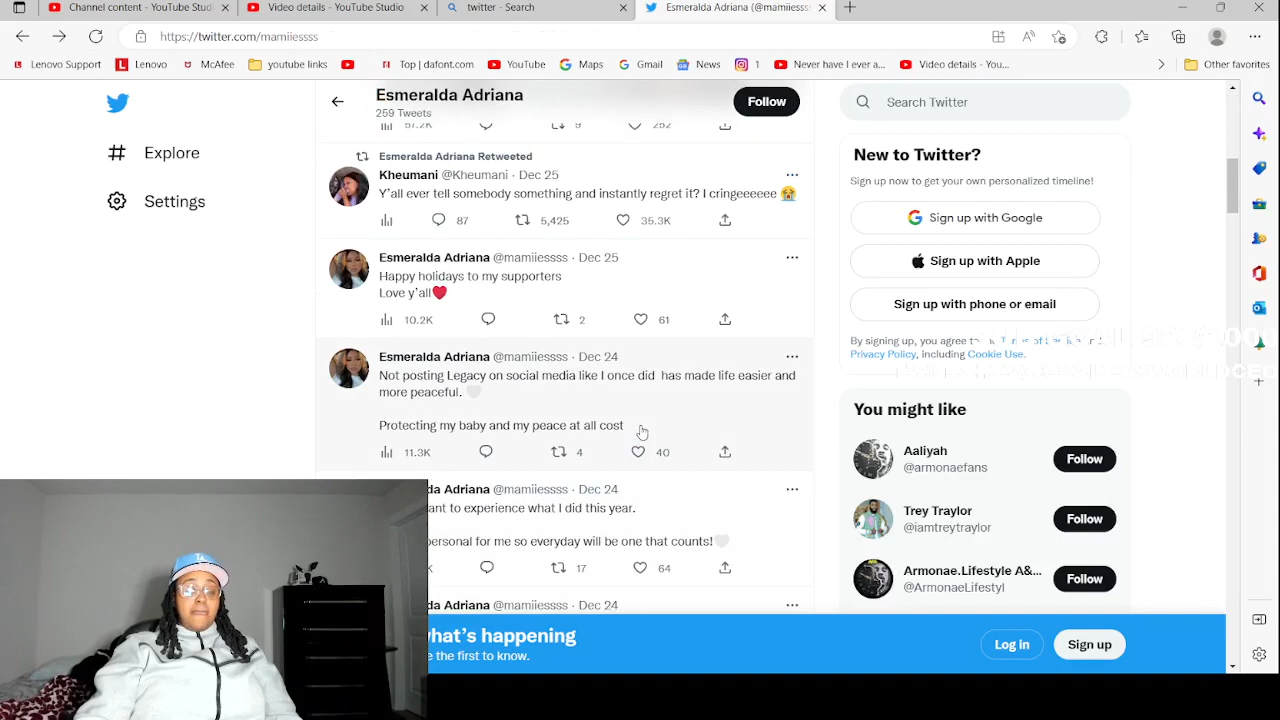 Channel content - YouTube Studi
Video details - YouTube Studio
twitter - Search
Esmeralda Adriana (@mamiiesss
https://twitter.com/mamiiessss
Lenovo Support
Lenovo
McAfee
youtube links
Top | dafont.com
YouTube
Maps
Gmail
News
1
Never have I ever a...
Video details - You...
Other favorites
Explore
Settings
Esmeralda Adriana
259 Tweets
Follow
57.2K 9 252
Esmeralda Adriana Retweeted
Kheumani @Kheumani · Dec 25
Y'all ever tell somebody something and instantly regret it? I cringeeeeee 😭
87 5,425 35.3K
Esmeralda Adriana @mamiiessss · Dec 25
Happy holidays to my supporters
Love y'all❤️
10.2K 2 61
Esmeralda Adriana @mamiiessss · Dec 24
Not posting Legacy on social media like I once did has made life easier and
more peaceful. 🤍
Protecting my baby and my peace at all cost
11.3K 4 40
Adriana @mamiiessss · Dec 24
to experience what I did this year.
personal for me so everyday will be one that counts!🤍
17 64
Adriana @mamiiessss · Dec 24
Search Twitter
New to Twitter?
Sign up now to get your own personalized timeline!
Sign up with Google
Sign up with Apple
Sign up with phone or email
By signing up, you agree to
Privacy Policy, including Cookie Use.
You might like
Aaliyah
@armonaefans
Follow
Trey Traylor
@iamtreytraylor
Follow
Armonae.Lifestyle A&...
@ArmonaeLifestyl
Follow
what's happening
the first to know.
Log in
Sign up